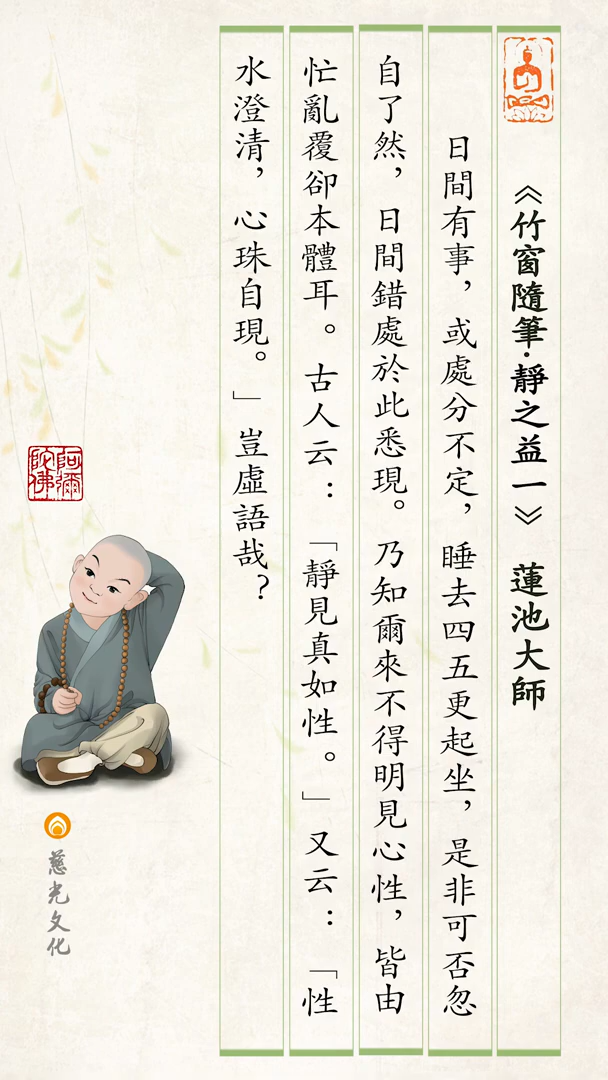 《竹窗隨筆·靜之益一》 蓮池大師
日間有事，或處分不定，睡去四五更起坐，是非可否忽
自了然，日間錯處於此悉現。乃知爾來不得明見心性，皆由
忙亂覆卻本體耳。古人云：「靜見真如性。」又云：「性
水澄清，心珠自現。」豈虛語哉？
阿彌
陀佛
慈光文化